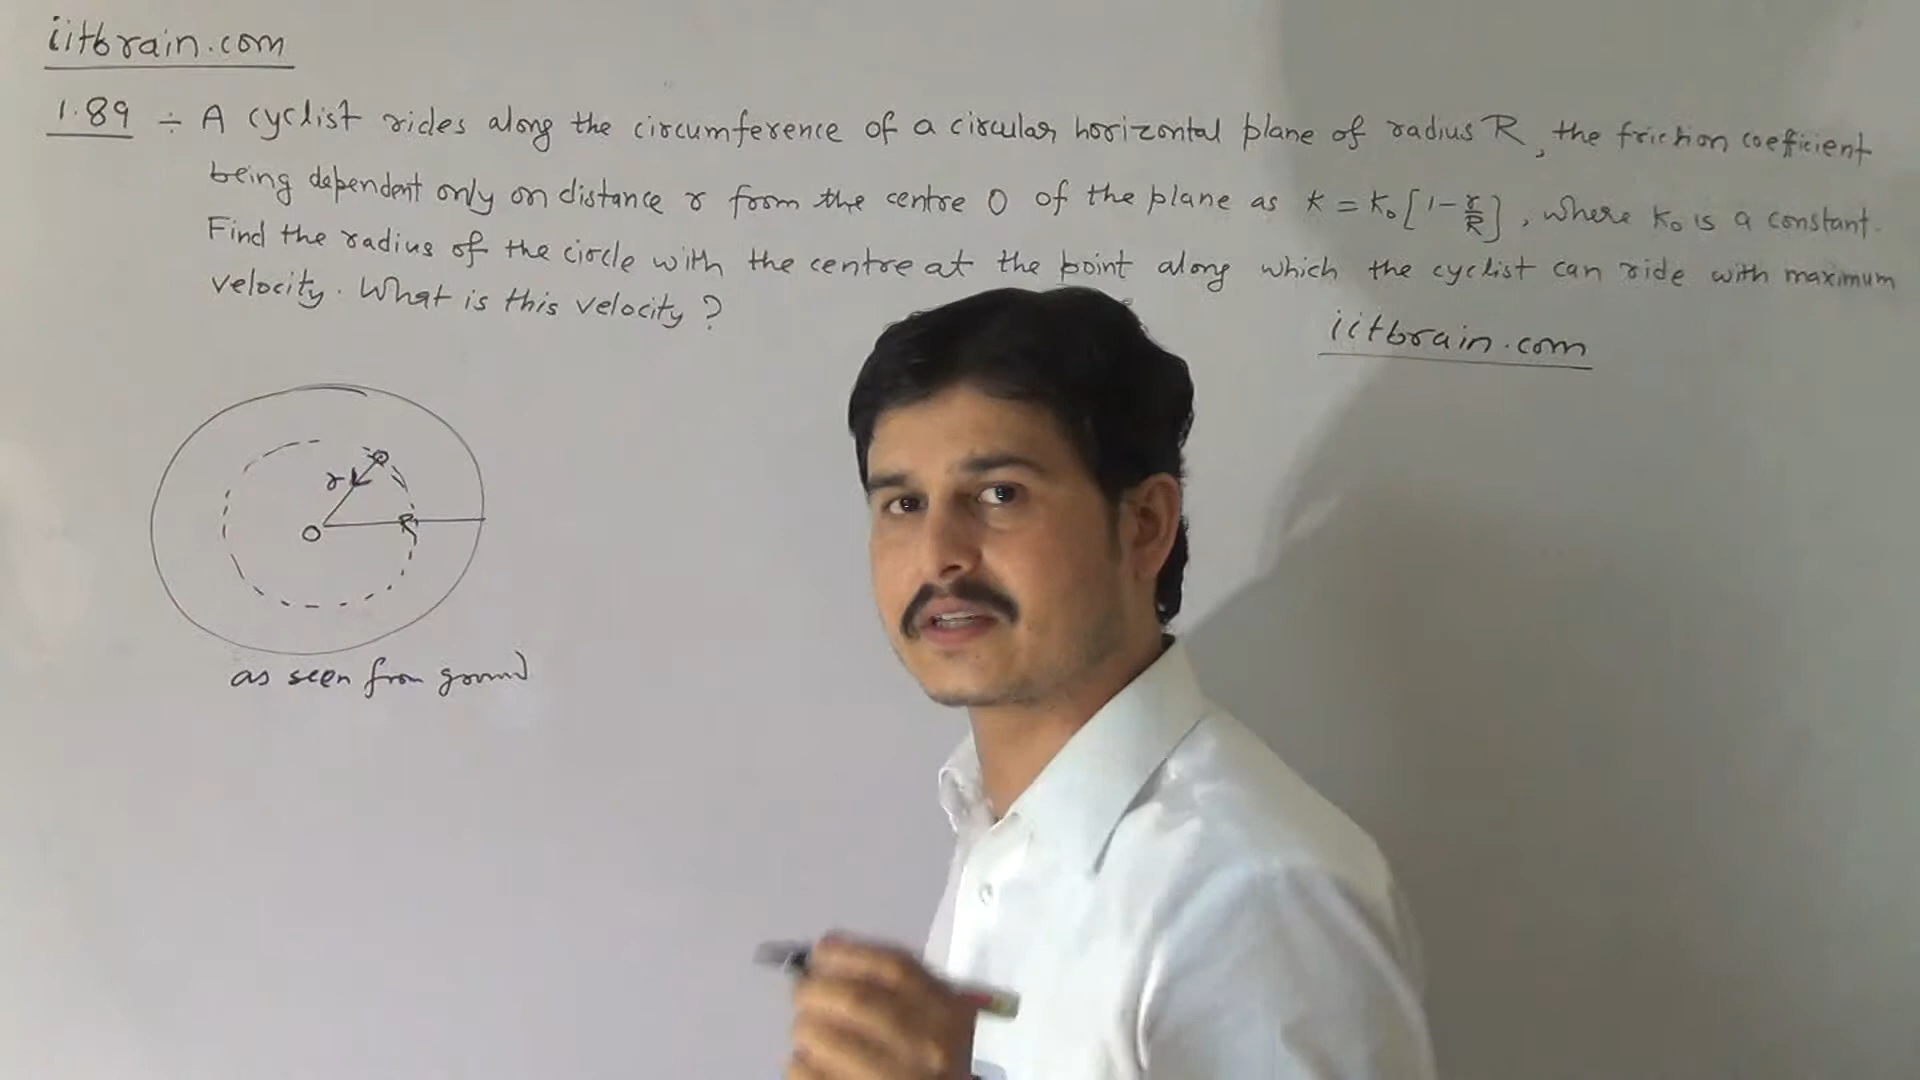 iitbrain.com
1.89 ÷ A cyclist rides along the circumference of a circular horizontal plane of radius R, the friction coefficient
being dependent only on distance r from the centre O of the plane as K = K₀[1-r/R], where K₀ is a constant.
Find the radius of the circle with the centre at the point along which the cyclist can ride with maximum
velocity. What is this velocity ?
iitbrain.com
r
O
R
as seen from ground